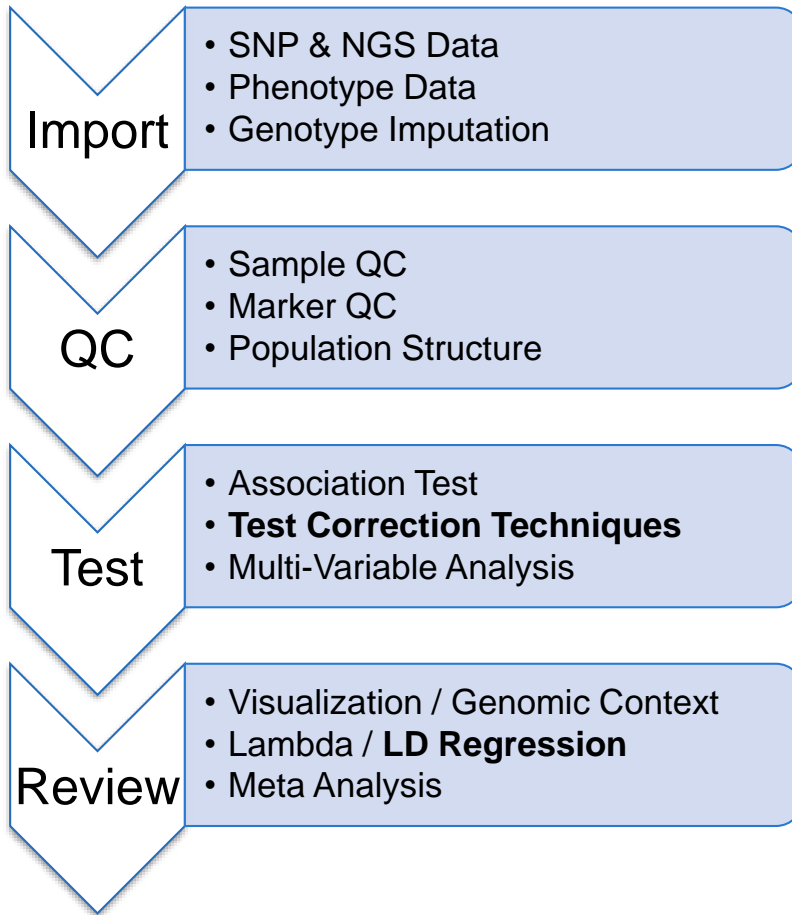 Import
• SNP & NGS Data
• Phenotype Data
• Genotype Imputation
QC
• Sample QC
• Marker QC
• Population Structure
Test
• Association Test
• Test Correction Techniques
• Multi-Variable Analysis
Review
• Visualization / Genomic Context
• Lambda / LD Regression
• Meta Analysis